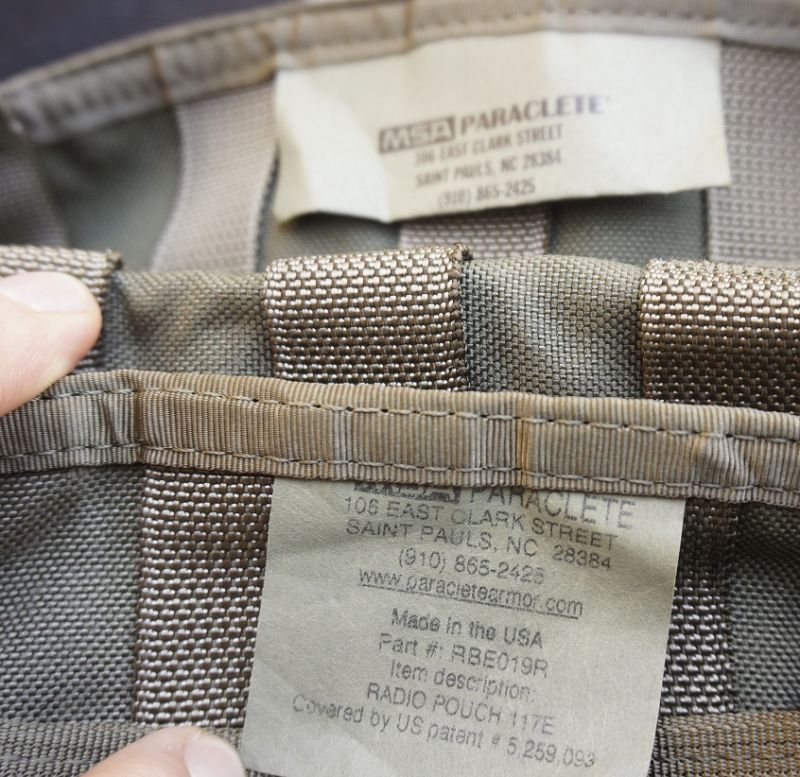 MSA PARACLETE
106 EAST CLARK STREET
SAINT PAULS, NC 28384
(910) 865-2425
PARACLETE
106 EAST CLARK STREET
SAINT PAULS, NC 28384
(910) 865-2425
www.paracletearmor.com
Made in the USA
Part #: RBE019R
Item description:
RADIO POUCH 117E
Covered by US patent # 5,259,093